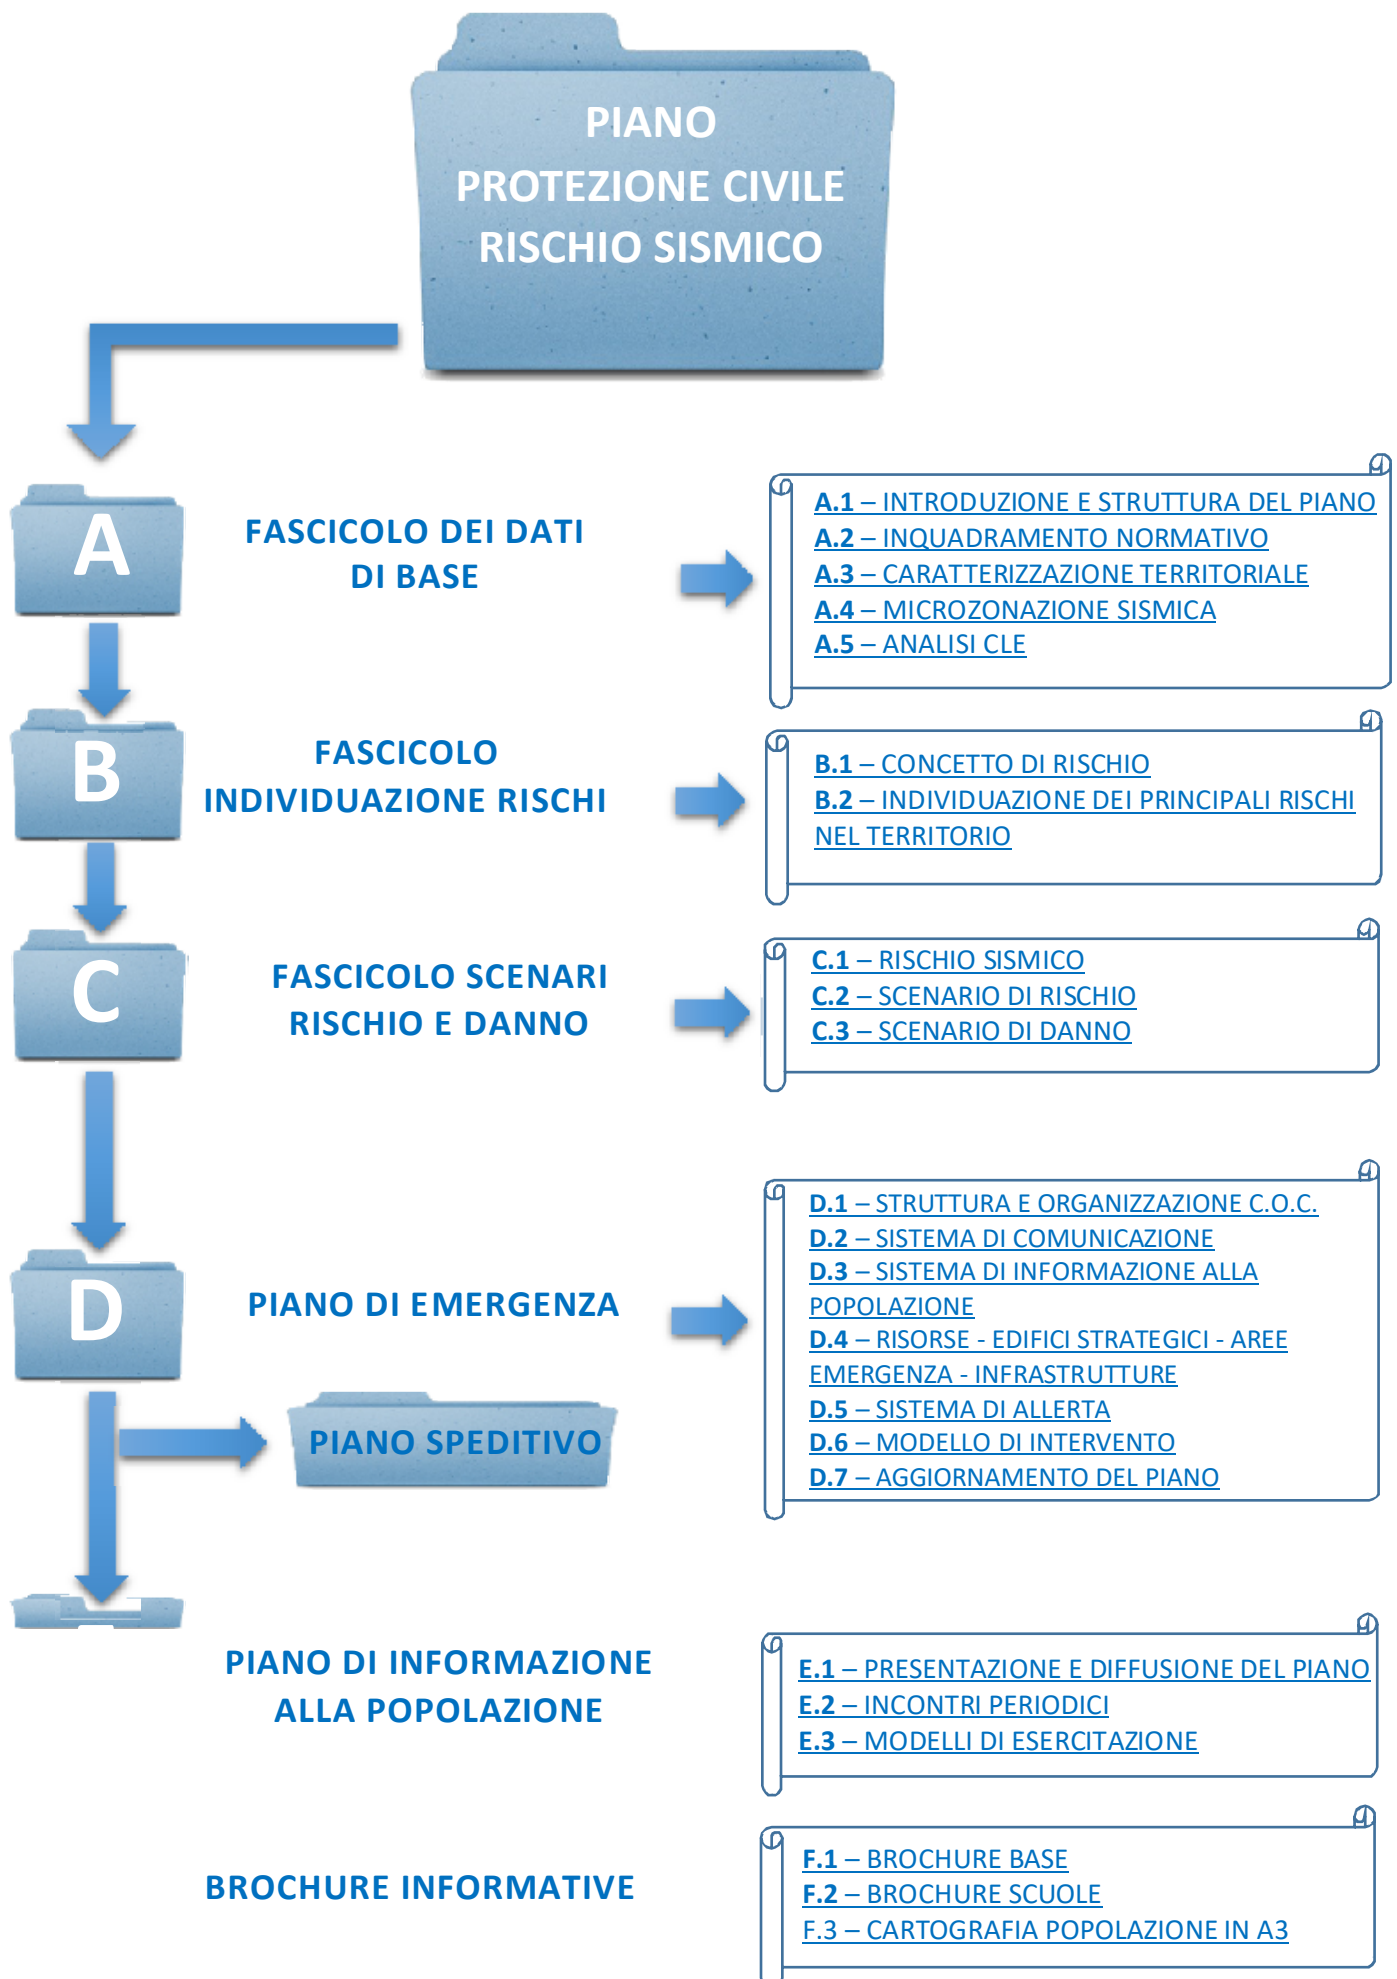 PIANO
PROTEZIONE CIVILE
RISCHIO SISMICO
A
FASCICOLO DEI DATI
DI BASE
A.1 – INTRODUZIONE E STRUTTURA DEL PIANO
A.2 – INQUADRAMENTO NORMATIVO
A.3 – CARATTERIZZAZIONE TERRITORIALE
A.4 – MICROZONAZIONE SISMICA
A.5 – ANALISI CLE
B
FASCICOLO
INDIVIDUAZIONE RISCHI
B.1 – CONCETTO DI RISCHIO
B.2 – INDIVIDUAZIONE DEI PRINCIPALI RISCHI
NEL TERRITORIO
C
FASCICOLO SCENARI
RISCHIO E DANNO
C.1 – RISCHIO SISMICO
C.2 – SCENARIO DI RISCHIO
C.3 – SCENARIO DI DANNO
D
PIANO DI EMERGENZA
D.1 – STRUTTURA E ORGANIZZAZIONE C.O.C.
D.2 – SISTEMA DI COMUNICAZIONE
D.3 – SISTEMA DI INFORMAZIONE ALLA
POPOLAZIONE
D.4 – RISORSE - EDIFICI STRATEGICI - AREE
EMERGENZA - INFRASTRUTTURE
D.5 – SISTEMA DI ALLERTA
D.6 – MODELLO DI INTERVENTO
D.7 – AGGIORNAMENTO DEL PIANO
PIANO SPEDITIVO
PIANO DI INFORMAZIONE
ALLA POPOLAZIONE
E.1 – PRESENTAZIONE E DIFFUSIONE DEL PIANO
E.2 – INCONTRI PERIODICI
E.3 – MODELLI DI ESERCITAZIONE
BROCHURE INFORMATIVE
F.1 – BROCHURE BASE
F.2 – BROCHURE SCUOLE
F.3 – CARTOGRAFIA POPOLAZIONE IN A3